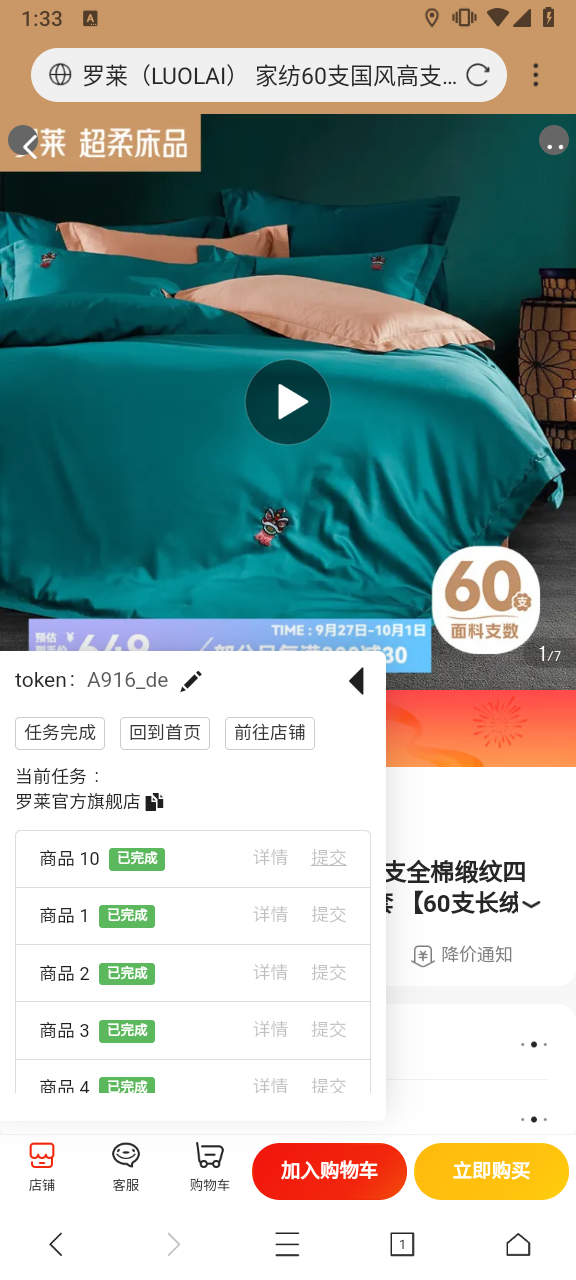 1:33
罗莱（LUOLAI） 家纺60支国风高支...
莱 超柔床品
60支
面料支数
TIME : 9月27日-10月1日
预估 ¥
1/7
token： A916_de
任务完成 回到首页 前往店铺
当前任务：
罗莱官方旗舰店
商品 10 已完成 详情 提交
商品 1 已完成 详情 提交
商品 2 已完成 详情 提交
商品 3 已完成 详情 提交
商品 4 已完成 详情 提交
支全棉缎纹四
套 【60支长绒
降价通知
店铺 客服 购物车 加入购物车 立即购买
1